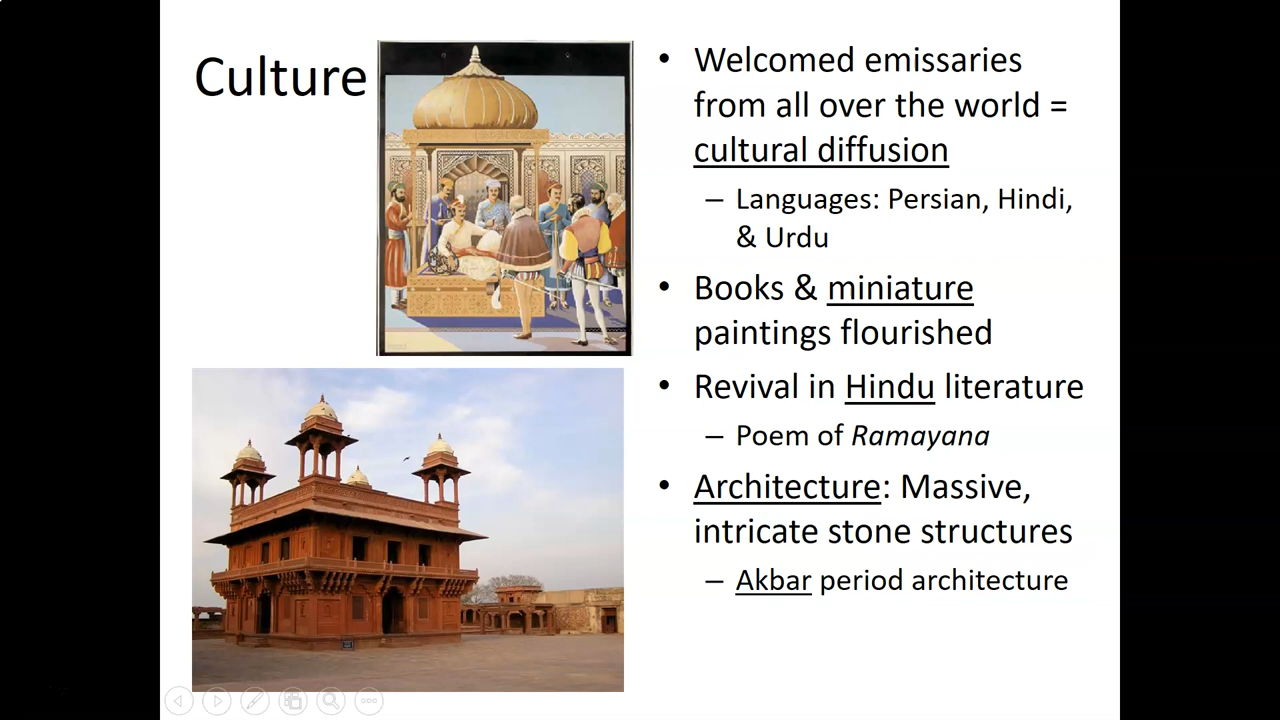 Culture
• Welcomed emissaries
from all over the world =
cultural diffusion
– Languages: Persian, Hindi,
& Urdu
• Books & miniature
paintings flourished
• Revival in Hindu literature
– Poem of Ramayana
• Architecture: Massive,
intricate stone structures
– Akbar period architecture